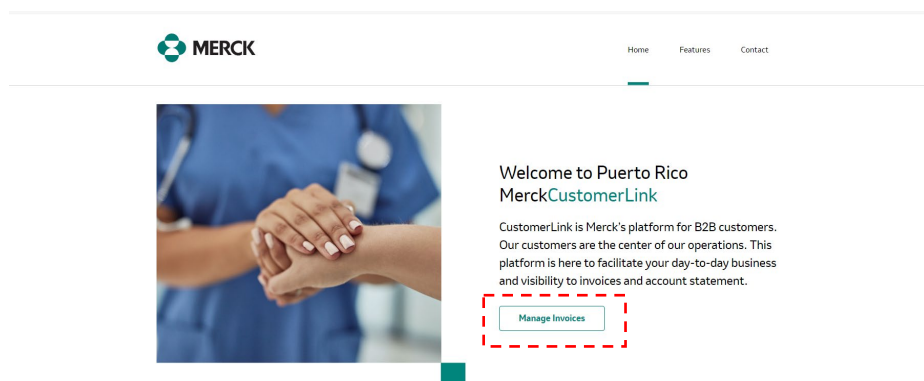 MERCK
Home Features Contact
Welcome to Puerto Rico
MerckCustomerLink
CustomerLink is Merck's platform for B2B customers.
Our customers are the center of our operations. This
platform is here to facilitate your day-to-day business
and visibility to invoices and account statement.
Manage Invoices